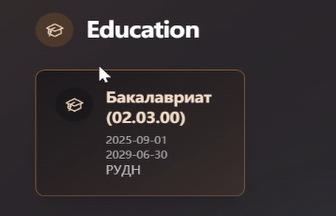 Education
Бакалавриат
(02.03.00)
2025-09-01
2029-06-30
РУДН